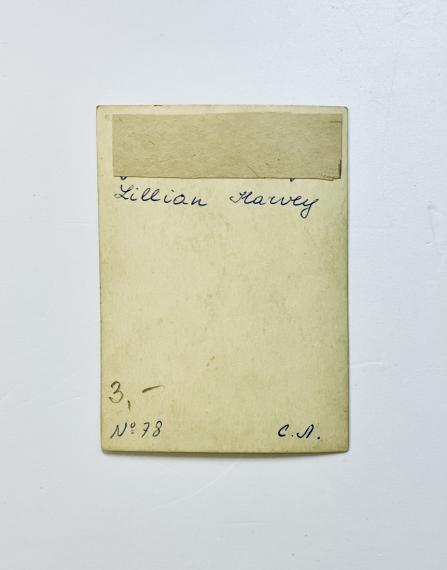 Lillian Harvey
3,-
Nº 78
С.Л.